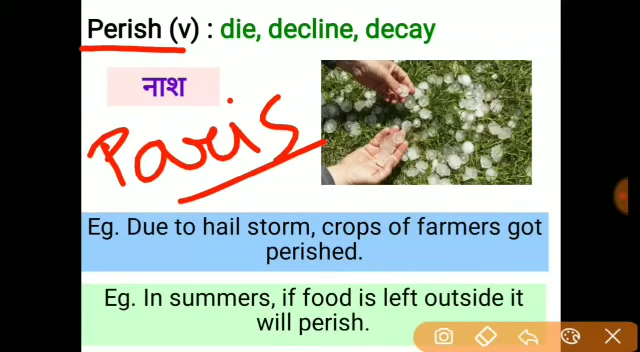 Perish (v) : die, decline, decay
नाश
Paris
Eg. Due to hail storm, crops of farmers got
perished.
Eg. In summers, if food is left outside it
will perish.